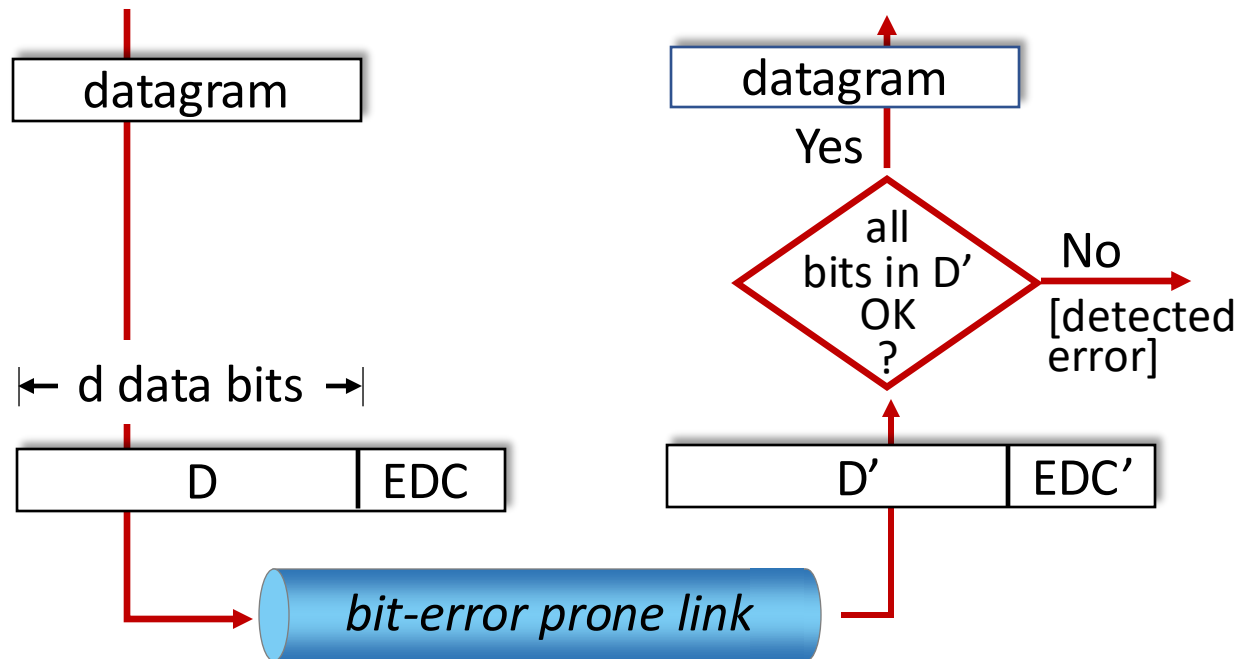 datagram
d data bits
D
EDC
bit-error prone link
D’
EDC’
all
bits in D’
OK
?
No
[detected
error]
Yes
datagram